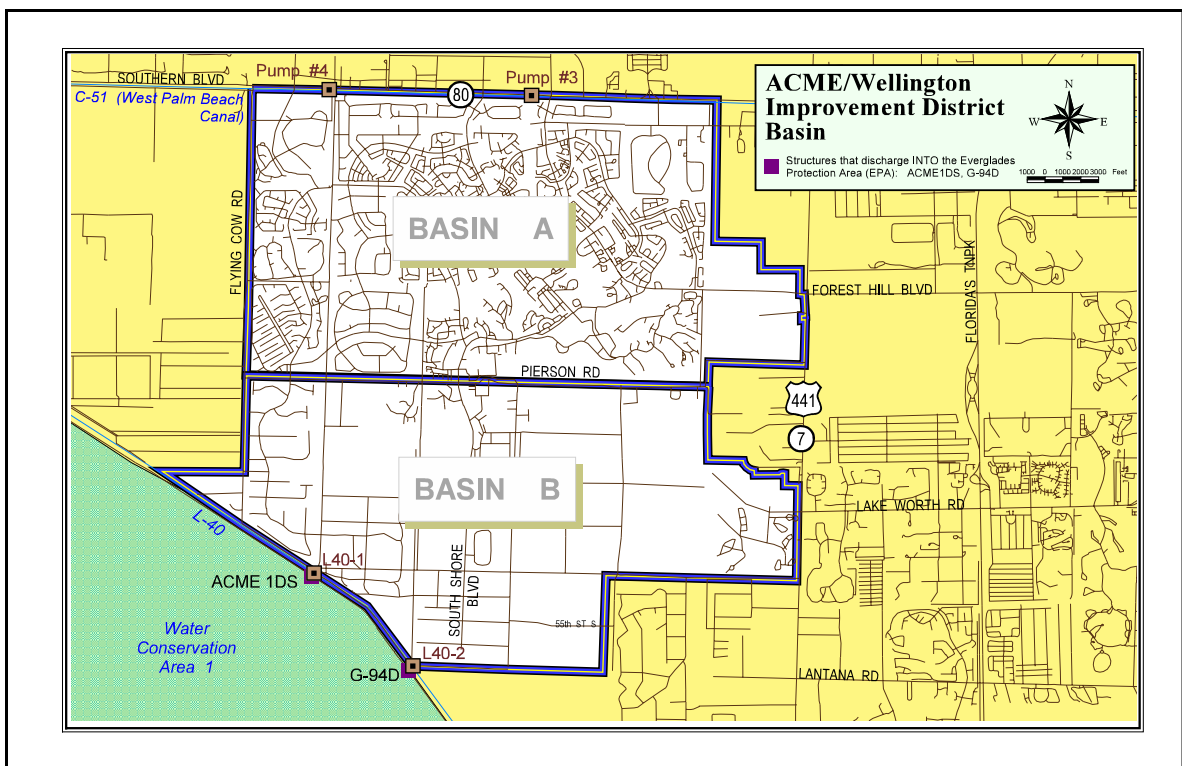 SOUTHERN BLVD
Pump #4
Pump #3
80
C-51 (West Palm Beach
Canal)
ACME/Wellington
Improvement District
Basin
N
W
E
S
Structures that discharge INTO the Everglades
Protection Area (EPA): ACME1DS, G-94D
1000 0 1000 2000 3000 Feet
FLYING COW RD
BASIN A
FLORIDA'S TNPK
FOREST HILL BLVD
PIERSON RD
441
7
BASIN B
LAKE WORTH RD
L-40
L40-1
ACME 1DS
SOUTH SHORE
BLVD
55th ST S
Water
Conservation
Area 1
L40-2
G-94D
LANTANA RD